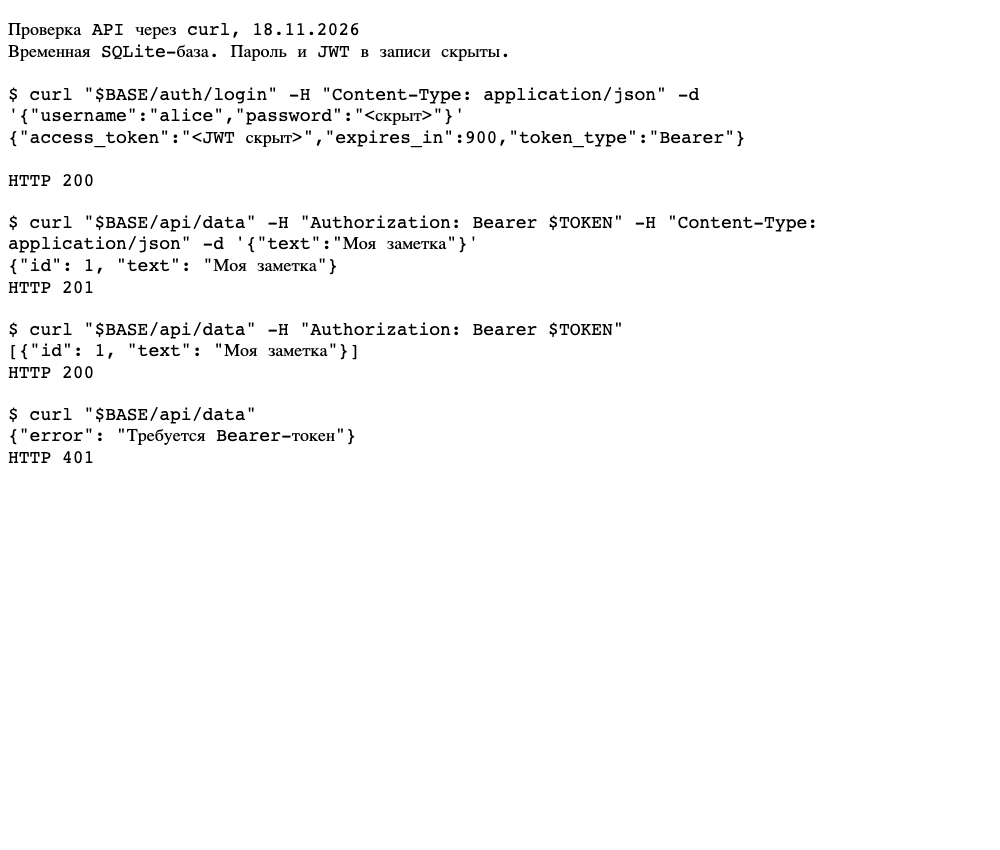 Проверка API через curl, 18.11.2026
Временная SQLite-база. Пароль и JWT в записи скрыты.
$ curl "$BASE/auth/login" -H "Content-Type: application/json" -d
'{"username":"alice","password":"<скрыт>"}'
{"access_token":"<JWT скрыт>","expires_in":900,"token_type":"Bearer"}
HTTP 200
$ curl "$BASE/api/data" -H "Authorization: Bearer $TOKEN" -H "Content-Type:
application/json" -d '{"text":"Моя заметка"}'
{"id": 1, "text": "Моя заметка"}
HTTP 201
$ curl "$BASE/api/data" -H "Authorization: Bearer $TOKEN"
[{"id": 1, "text": "Моя заметка"}]
HTTP 200
$ curl "$BASE/api/data"
{"error": "Требуется Bearer-токен"}
HTTP 401